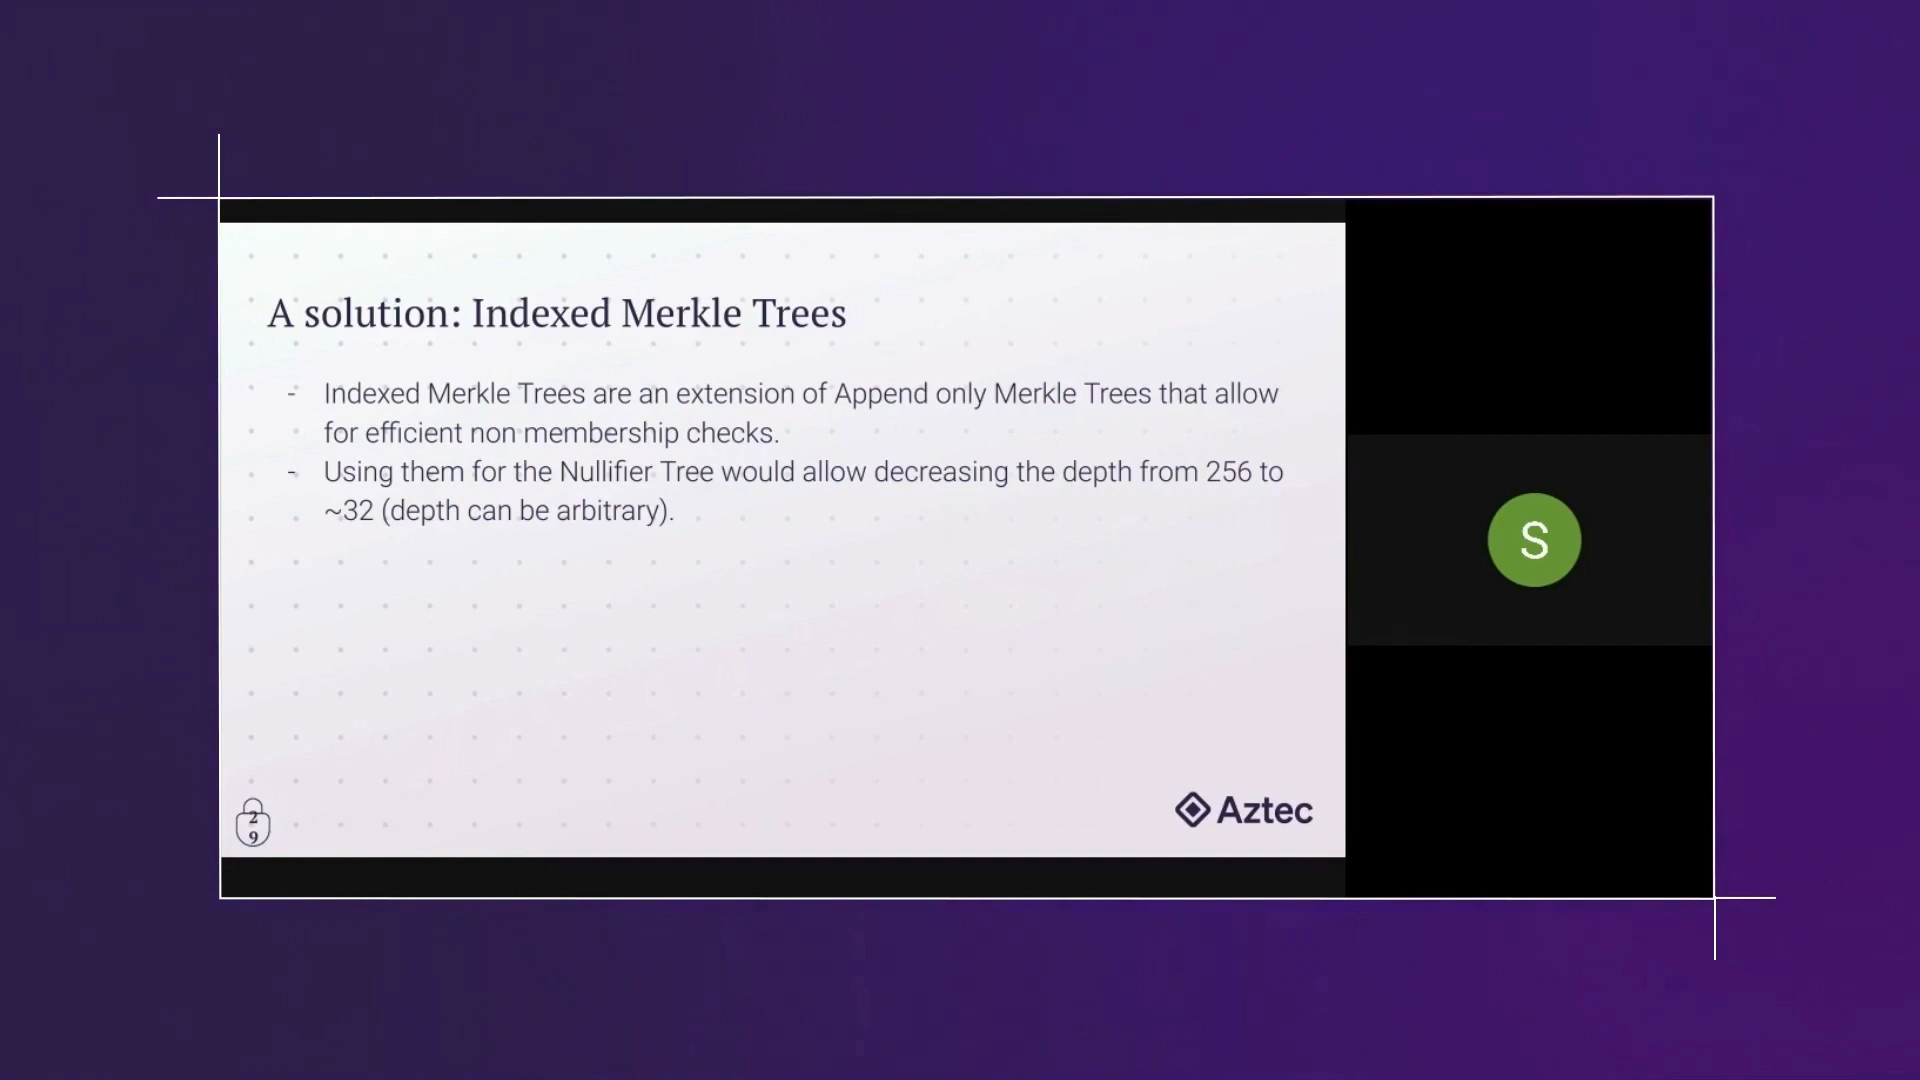 A solution: Indexed Merkle Trees
- Indexed Merkle Trees are an extension of Append only Merkle Trees that allow
for efficient non membership checks.
- Using them for the Nullifier Tree would allow decreasing the depth from 256 to
~32 (depth can be arbitrary).
S
2
9
Aztec